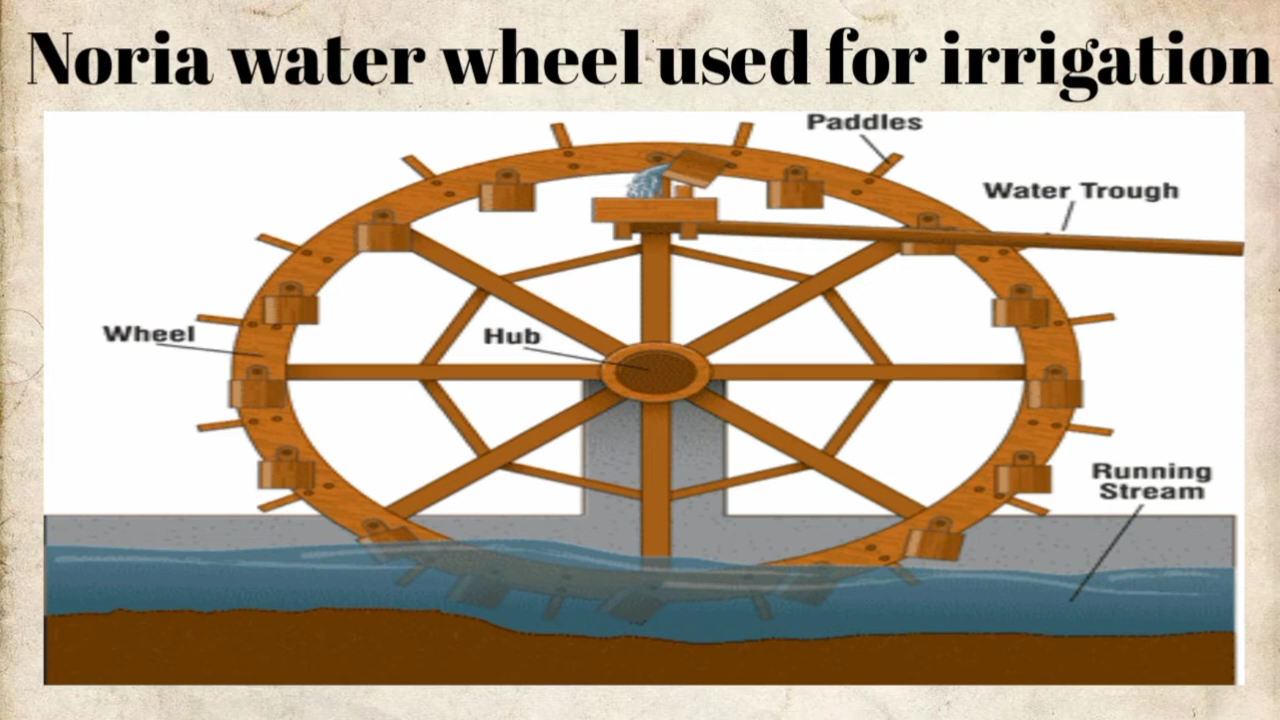 Noria water wheel used for irrigation
Paddles
Water Trough
Wheel
Hub
Running
Stream